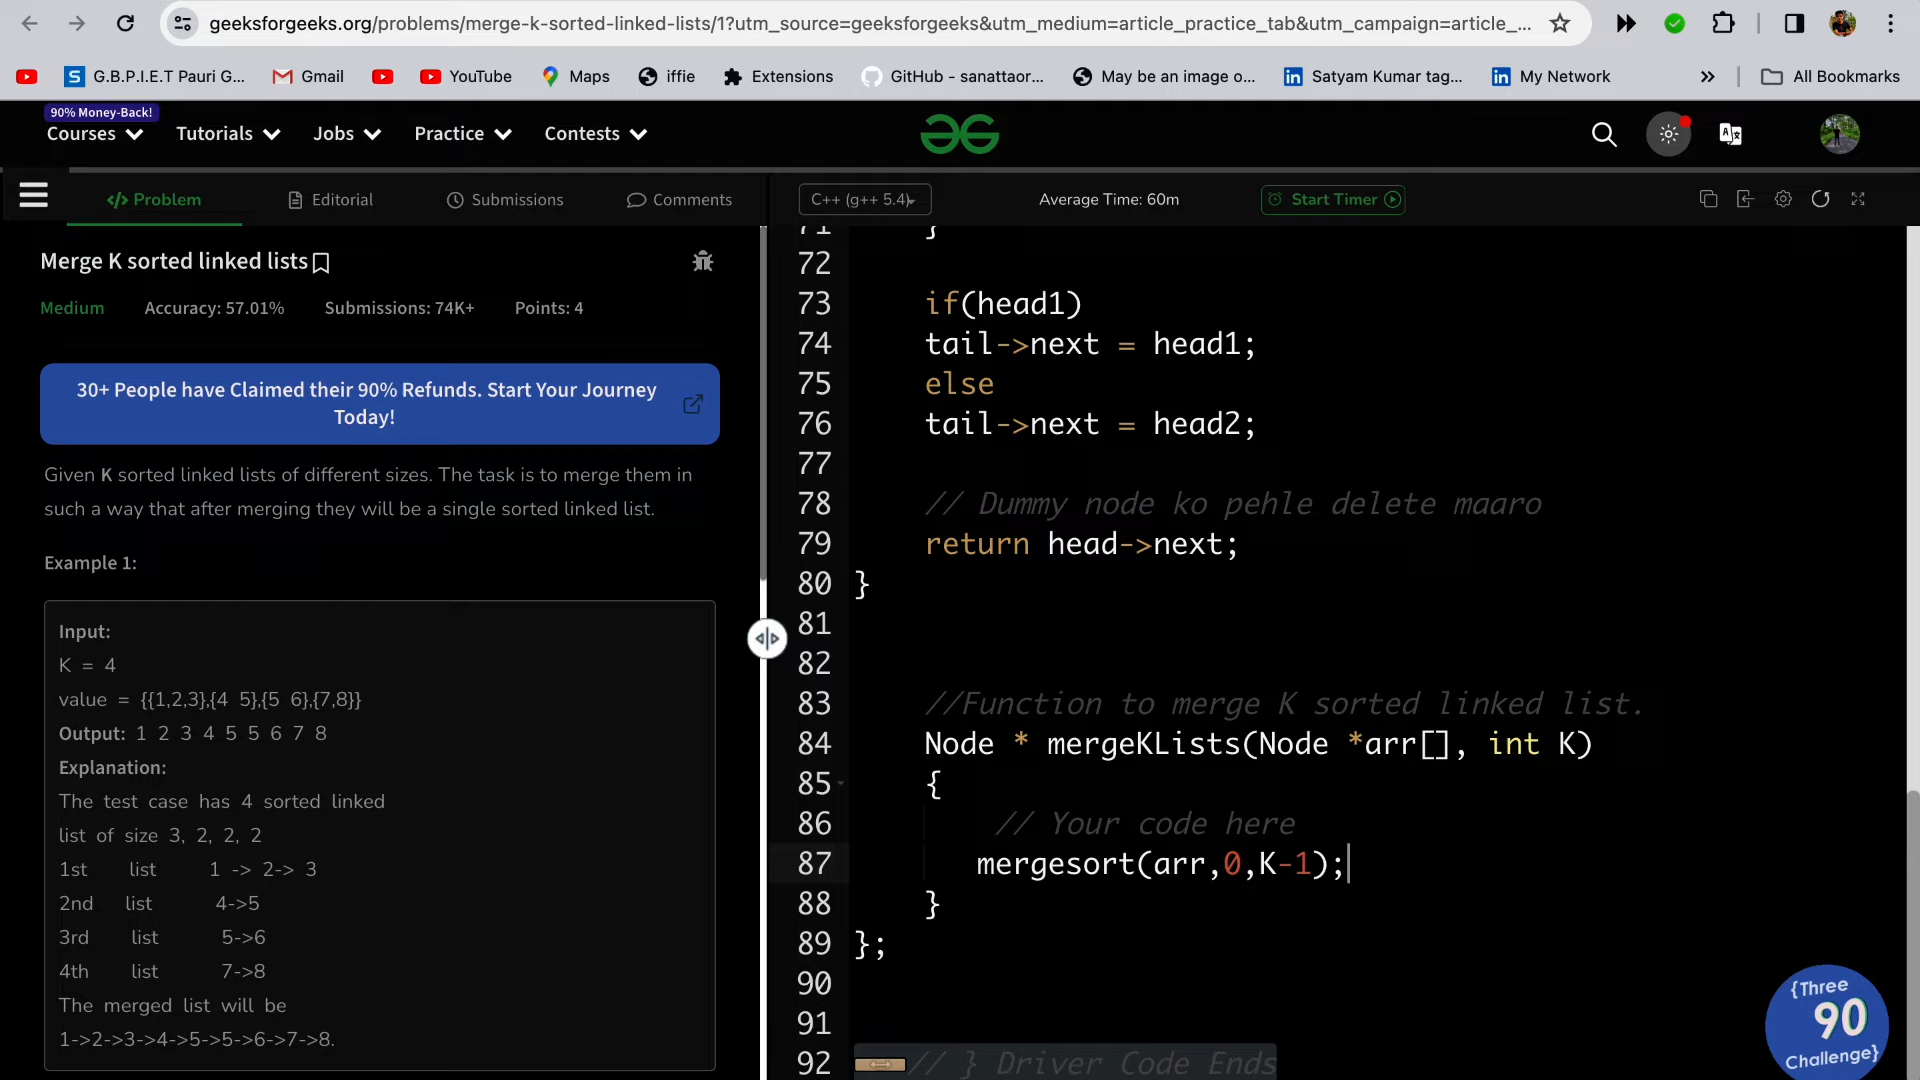 geeksforgeeks.org/problems/merge-k-sorted-linked-lists/1?utm_source=geeksforgeeks&utm_medium=article_practice_tab&utm_campaign=article_...
G.B.P.I.E.T Pauri G... Gmail YouTube Maps iffie Extensions GitHub - sanattaor... May be an image o... Satyam Kumar tag... My Network » All Bookmarks
90% Money-Back!
Courses Tutorials Jobs Practice Contests
</> Problem Editorial Submissions Comments
C++ (g++ 5.4) Average Time: 60m Start Timer
Merge K sorted linked lists
Medium Accuracy: 57.01% Submissions: 74K+ Points: 4
30+ People have Claimed their 90% Refunds. Start Your Journey
Today!
Given K sorted linked lists of different sizes. The task is to merge them in
such a way that after merging they will be a single sorted linked list.
Example 1:
Input:
K = 4
value = {{1,2,3},{4 5},{5 6},{7,8}}
Output: 1 2 3 4 5 5 6 7 8
Explanation:
The test case has 4 sorted linked
list of size 3, 2, 2, 2
1st list 1 -> 2-> 3
2nd list 4->5
3rd list 5->6
4th list 7->8
The merged list will be
1->2->3->4->5->5->6->7->8.
71 }
72
73 if(head1)
74 tail->next = head1;
75 else
76 tail->next = head2;
77
78 // Dummy node ko pehle delete maaro
79 return head->next;
80 }
81
82
83 //Function to merge K sorted linked list.
84 Node * mergeKLists(Node *arr[], int K)
85 {
86 // Your code here
87 mergesort(arr,0,K-1);
88 }
89 };
90
91
92 // } Driver Code Ends
{Three
90
Challenge}